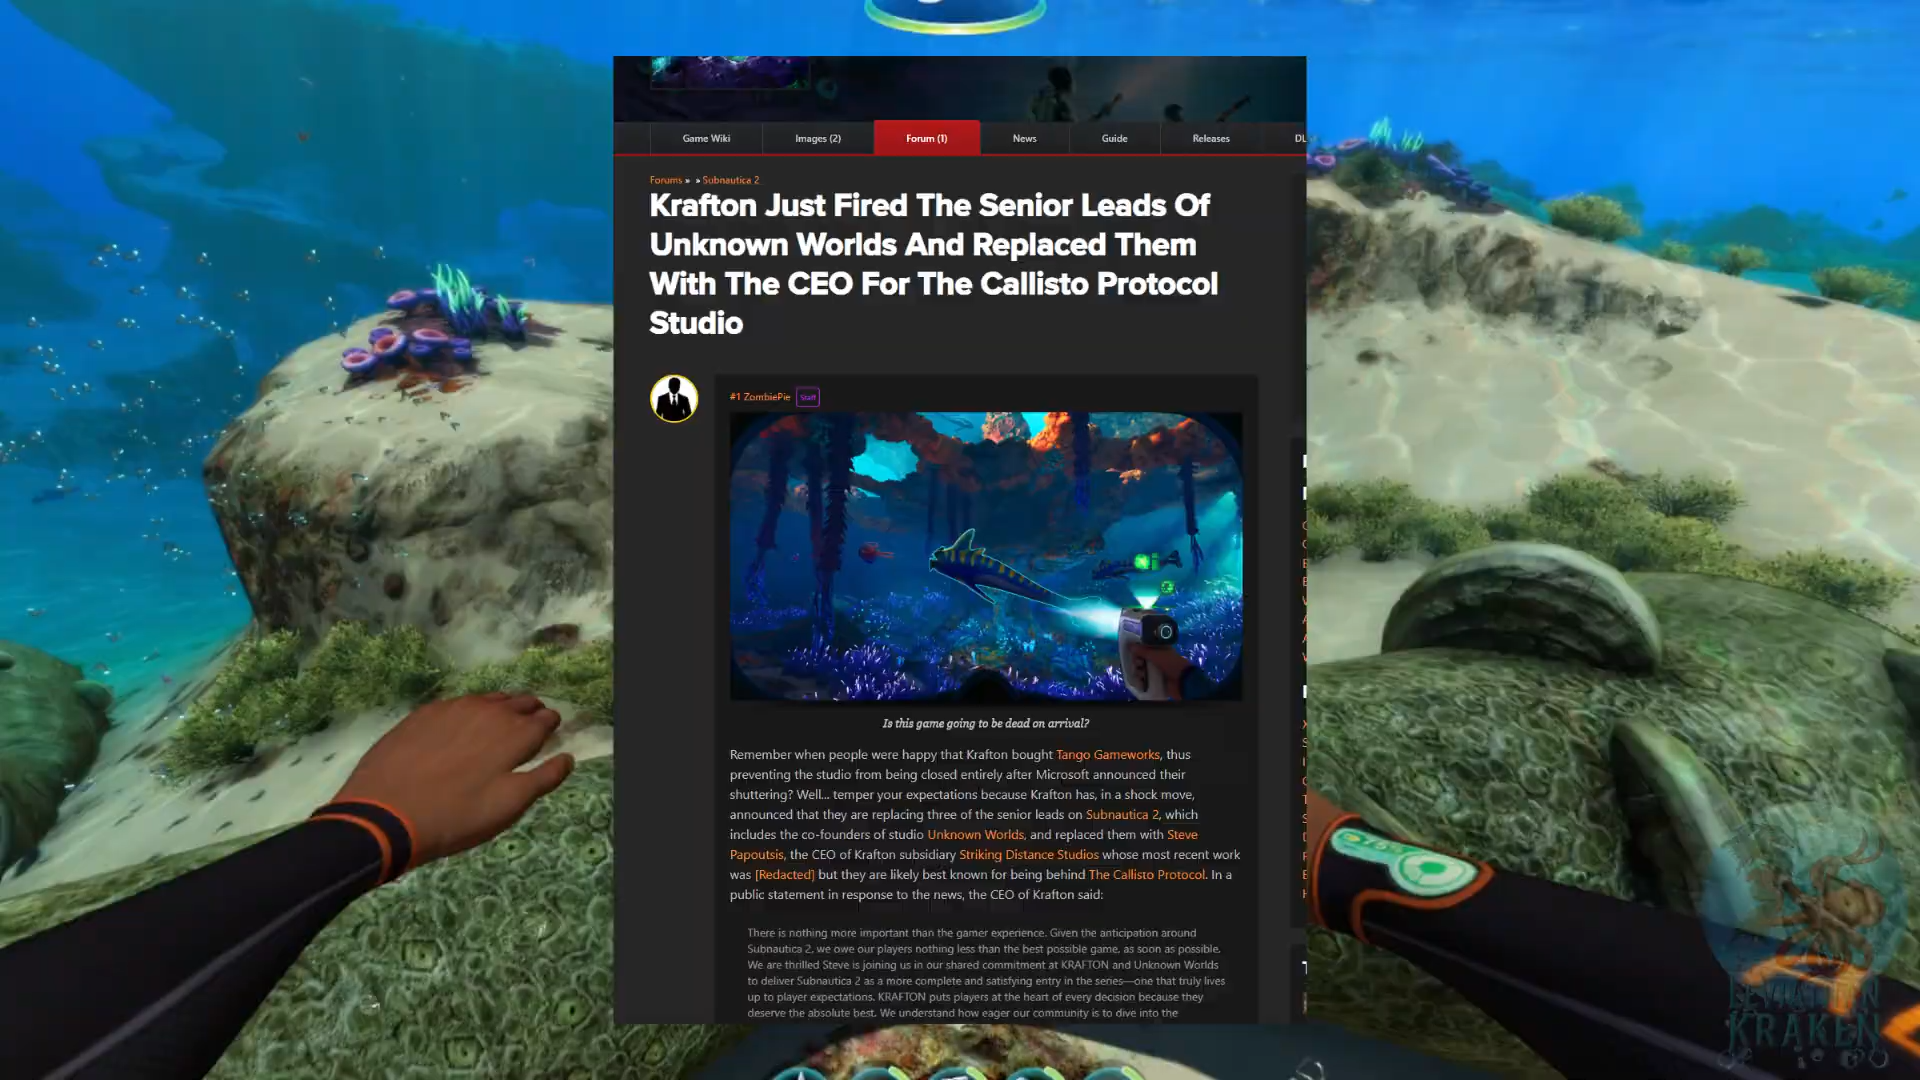 Game Wiki Images (2) Forum (1) News Guide Releases
Forums » » Subnautica 2
Krafton Just Fired The Senior Leads Of
Unknown Worlds And Replaced Them
With The CEO For The Callisto Protocol
Studio
#1 ZombiePie Staff
Is this game going to be dead on arrival?
Remember when people were happy that Krafton bought Tango Gameworks, thus
preventing the studio from being closed entirely after Microsoft announced their
shuttering? Well... temper your expectations because Krafton has, in a shock move,
announced that they are replacing three of the senior leads on Subnautica 2, which
includes the co-founders of studio Unknown Worlds, and replaced them with Steve
Papoutsis, the CEO of Krafton subsidiary Striking Distance Studios whose most recent work
was [Redacted] but they are likely best known for being behind The Callisto Protocol. In a
public statement in response to the news, the CEO of Krafton said:
There is nothing more important than the gamer experience. Given the anticipation around
Subnautica 2, we owe our players nothing less than the best possible game, as soon as possible.
We are thrilled Steve is joining us in our shared commitment at KRAFTON and Unknown Worlds
to deliver Subnautica 2 as a more complete and satisfying entry in the series—one that truly lives
up to player expectations. KRAFTON puts players at the heart of every decision because they
deserve the absolute best. We understand how eager our community is to dive into the
LEVIATHAN
KRAKEN